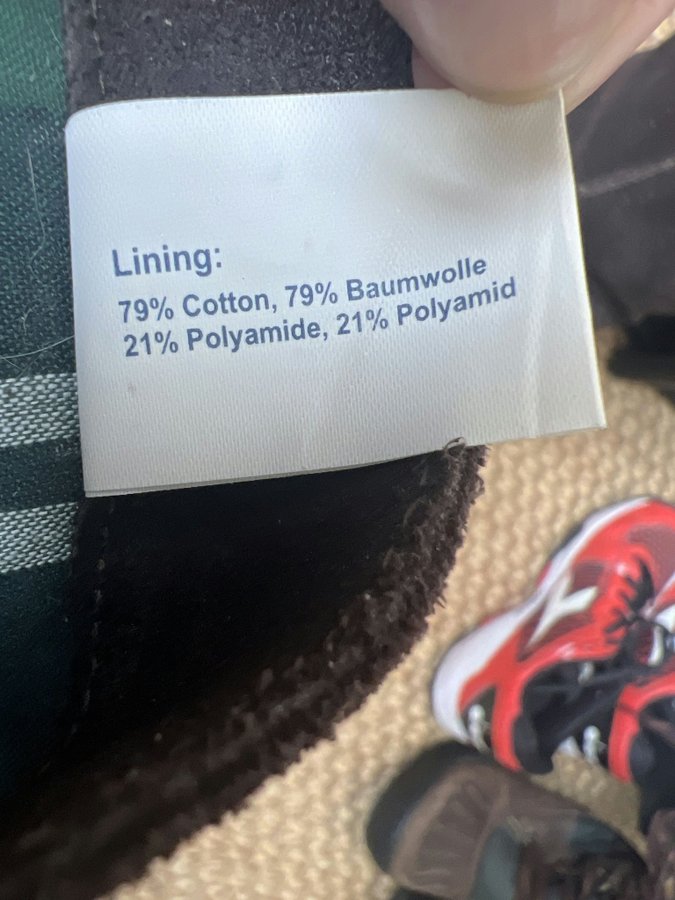 Lining:
79% Cotton, 79% Baumwolle
21% Polyamide, 21% Polyamid